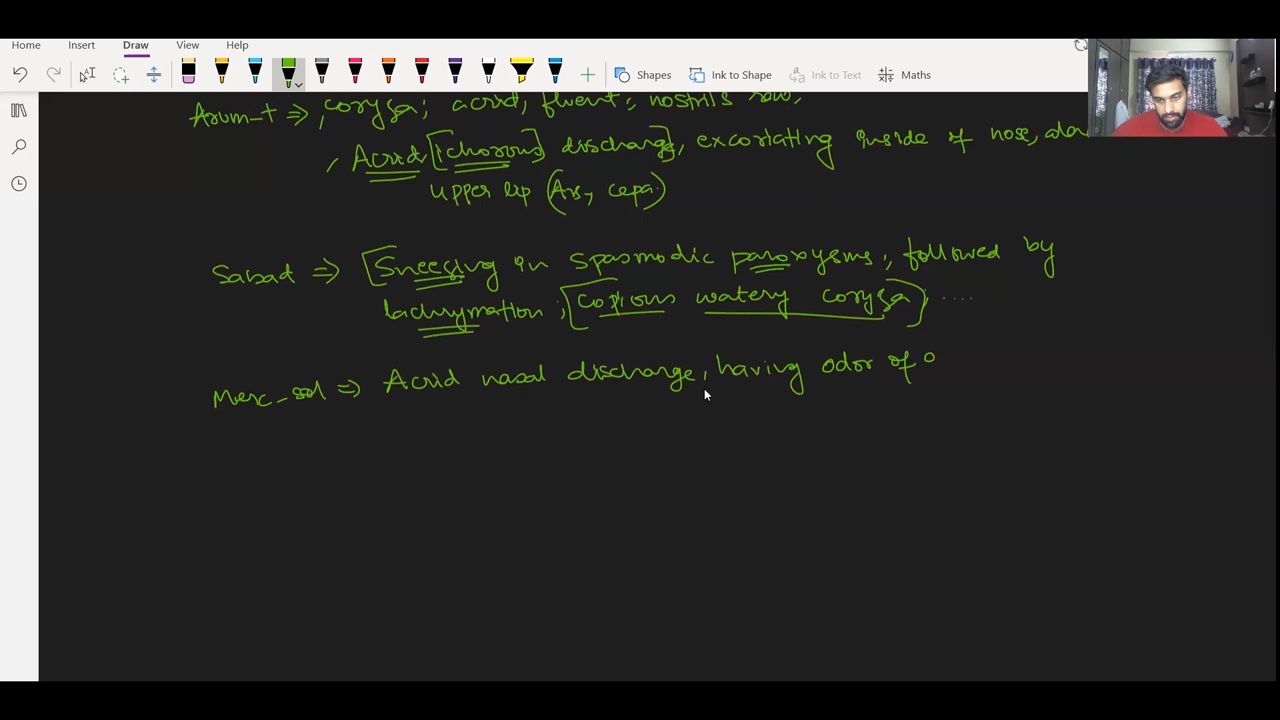 Home Insert Draw View Help
Shapes Ink to Shape Ink to Text Maths
Arum-t ⇒, coryza; acrid, fluent; nostrils raw,
, Acrid, [ichorous] discharge], excoriating inside of nose, alae
upper lip (Ars, cepa)
Sabad ⇒ [Sneezing in spasmodic paroxysms, followed by
lachrymation; [copious watery coryza); ....
Merc-sol ⇒ Acrid nasal discharge, having odor of o